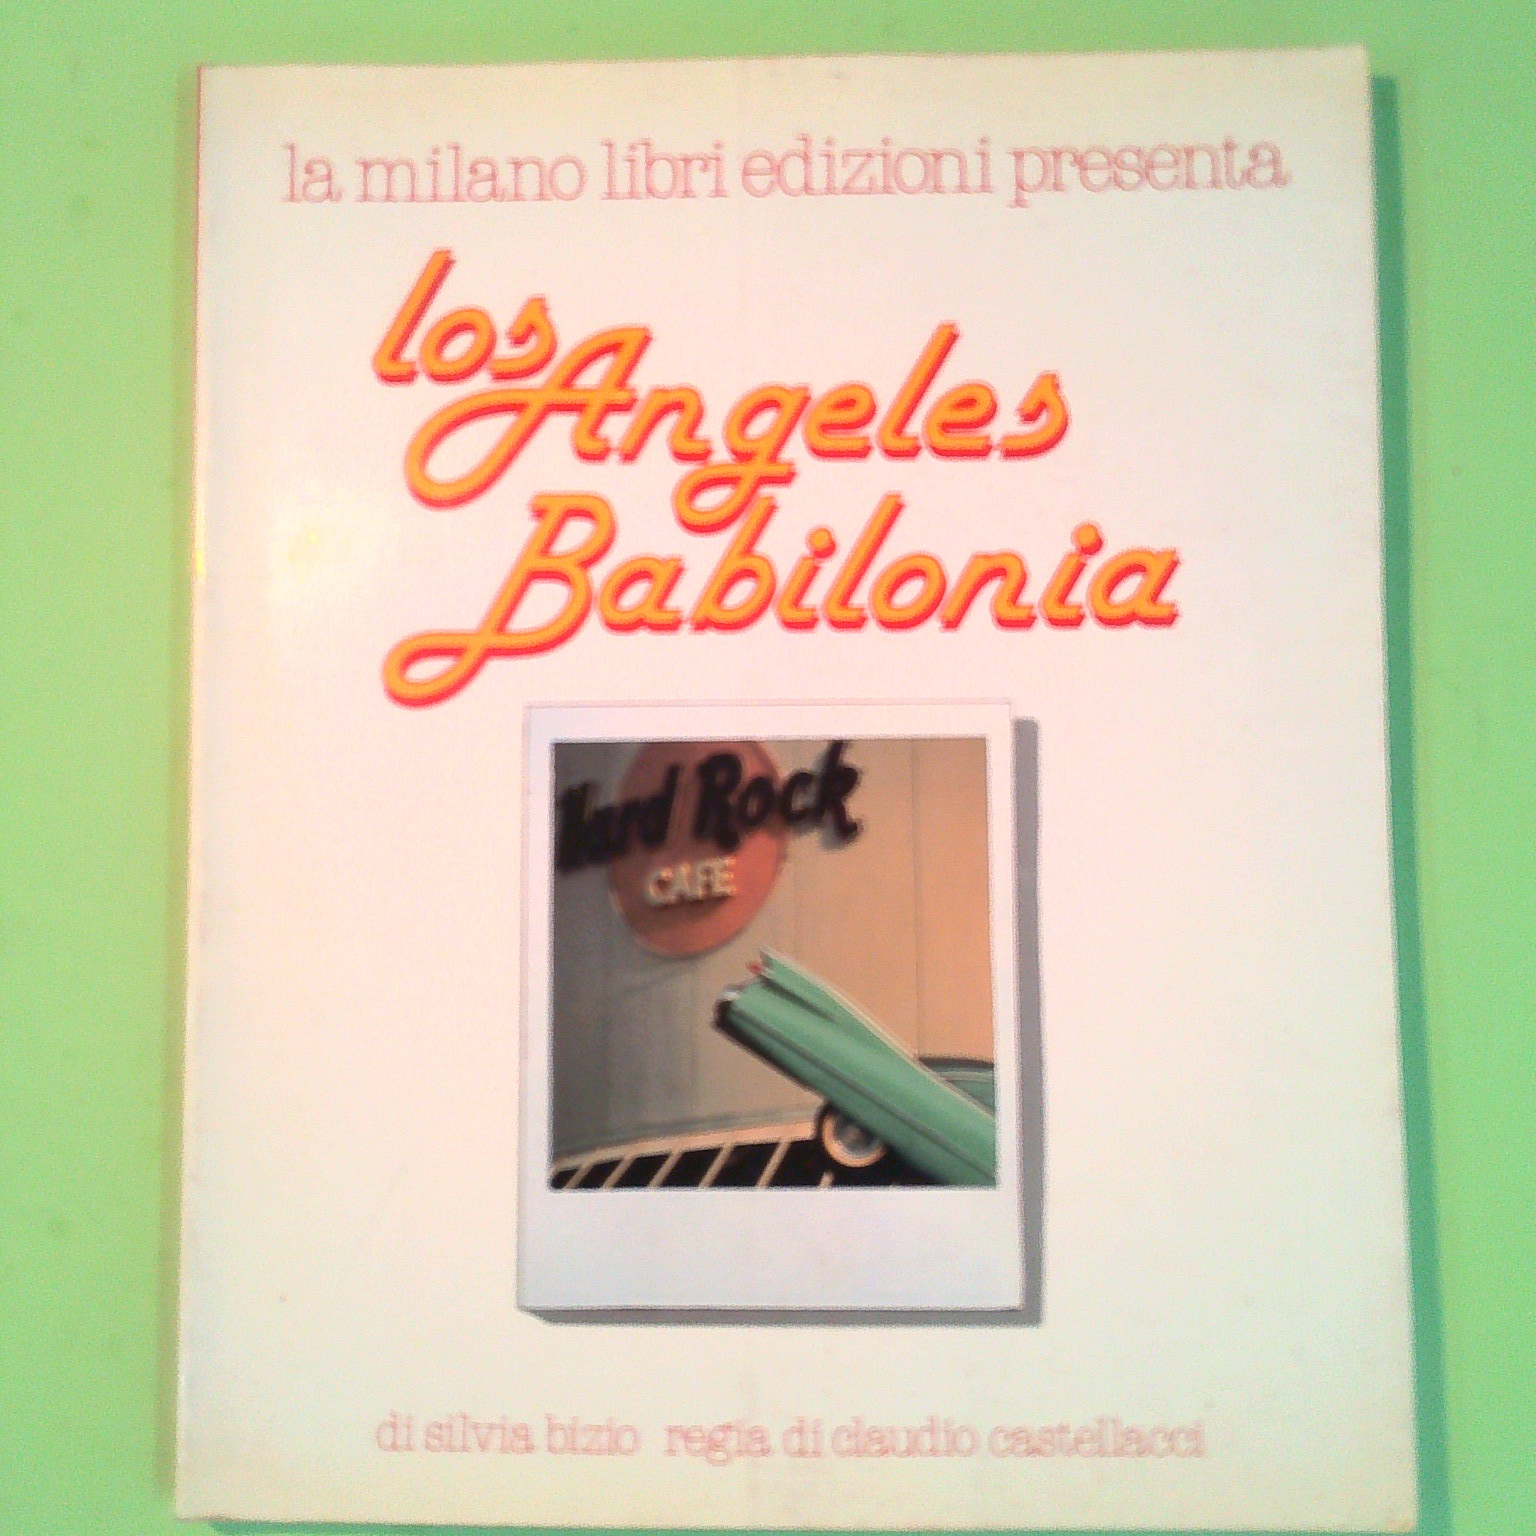 la milano libri edizioni presenta
los Angeles
Babilonia
Hard Rock
CAFE
di silvia bizio regia di claudio castellacci